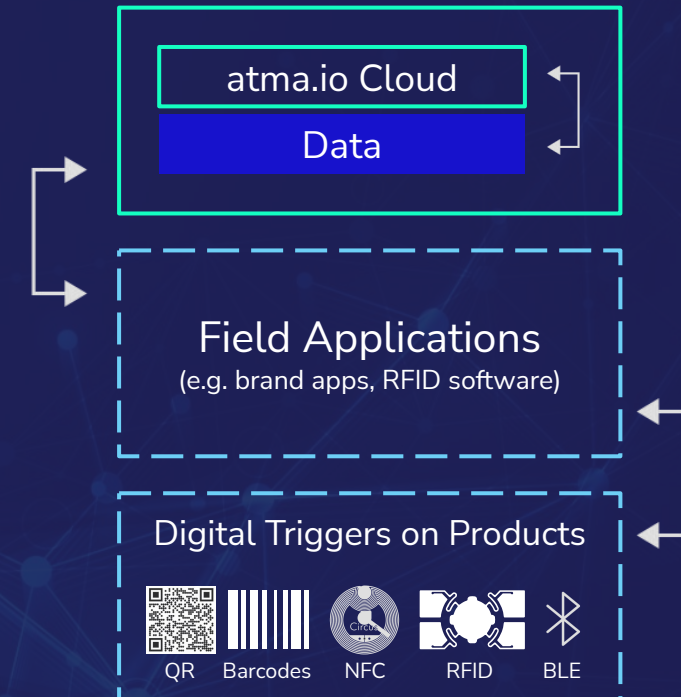 atma.io Cloud
Data
Field Applications
(e.g. brand apps, RFID software)
Digital Triggers on Products
Circus
QR Barcodes NFC RFID BLE